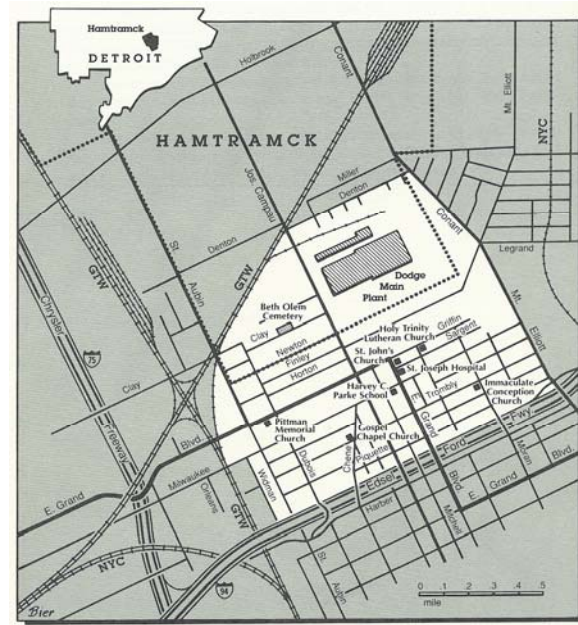 Hamtramck
DETROIT
Holbrook
Conant
Mt. Elliott
NYC
HAMTRAMCK
Jos. Campau
Miller
Denton
Conant
Legrand
GTW
St.
Aubin
Denton
GTW
Dodge
Main
Plant
Mt.
Elliott
Chrysler
Freeway
75
Beth Olem
Cemetery
Clay
Newton
Finley
Horton
Holy Trinity
Lutheran Church
Griffin
Sargent
St. John's
Church
St. Joseph Hospital
Clay
Harvey C.
Parke School
Trombly
Immaculate
Conception
Church
E. Grand
Blvd.
Pittman
Memorial
Church
Gospel
Chapel Church
Chene
Piquette
E. Grand
Blvd.
Milwaukee
Orleans
GTW
Widman
Dubois
Edsel
Ford
Fwy.
Moran
E. Grand
Blvd.
Harper
Mitchell
St.
Aubin
NYC
94
0 .1 .2 .3 .4 .5
mile
Bier